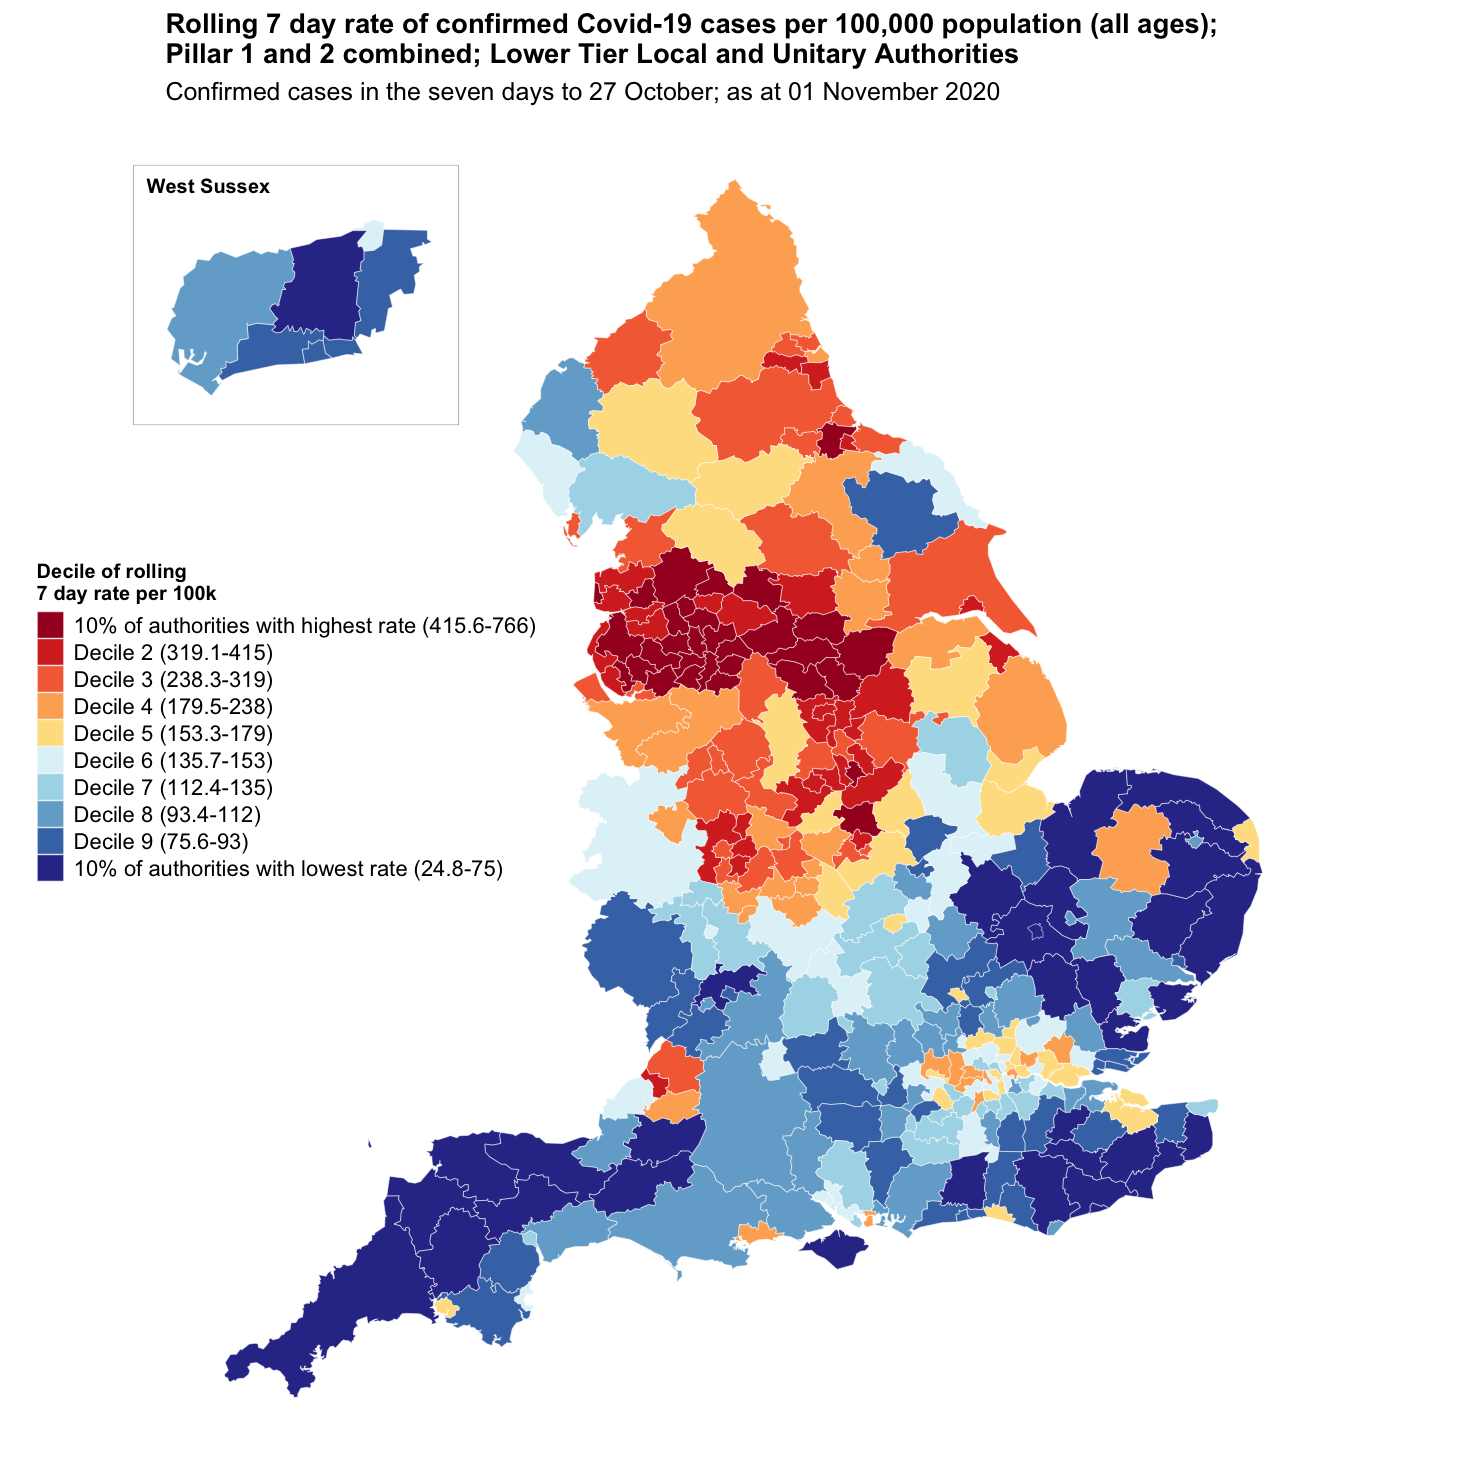 Rolling 7 day rate of confirmed Covid-19 cases per 100,000 population (all ages);
Pillar 1 and 2 combined; Lower Tier Local and Unitary Authorities
Confirmed cases in the seven days to 27 October; as at 01 November 2020
West Sussex
Decile of rolling
7 day rate per 100k
10% of authorities with highest rate (415.6-766)
Decile 2 (319.1-415)
Decile 3 (238.3-319)
Decile 4 (179.5-238)
Decile 5 (153.3-179)
Decile 6 (135.7-153)
Decile 7 (112.4-135)
Decile 8 (93.4-112)
Decile 9 (75.6-93)
10% of authorities with lowest rate (24.8-75)